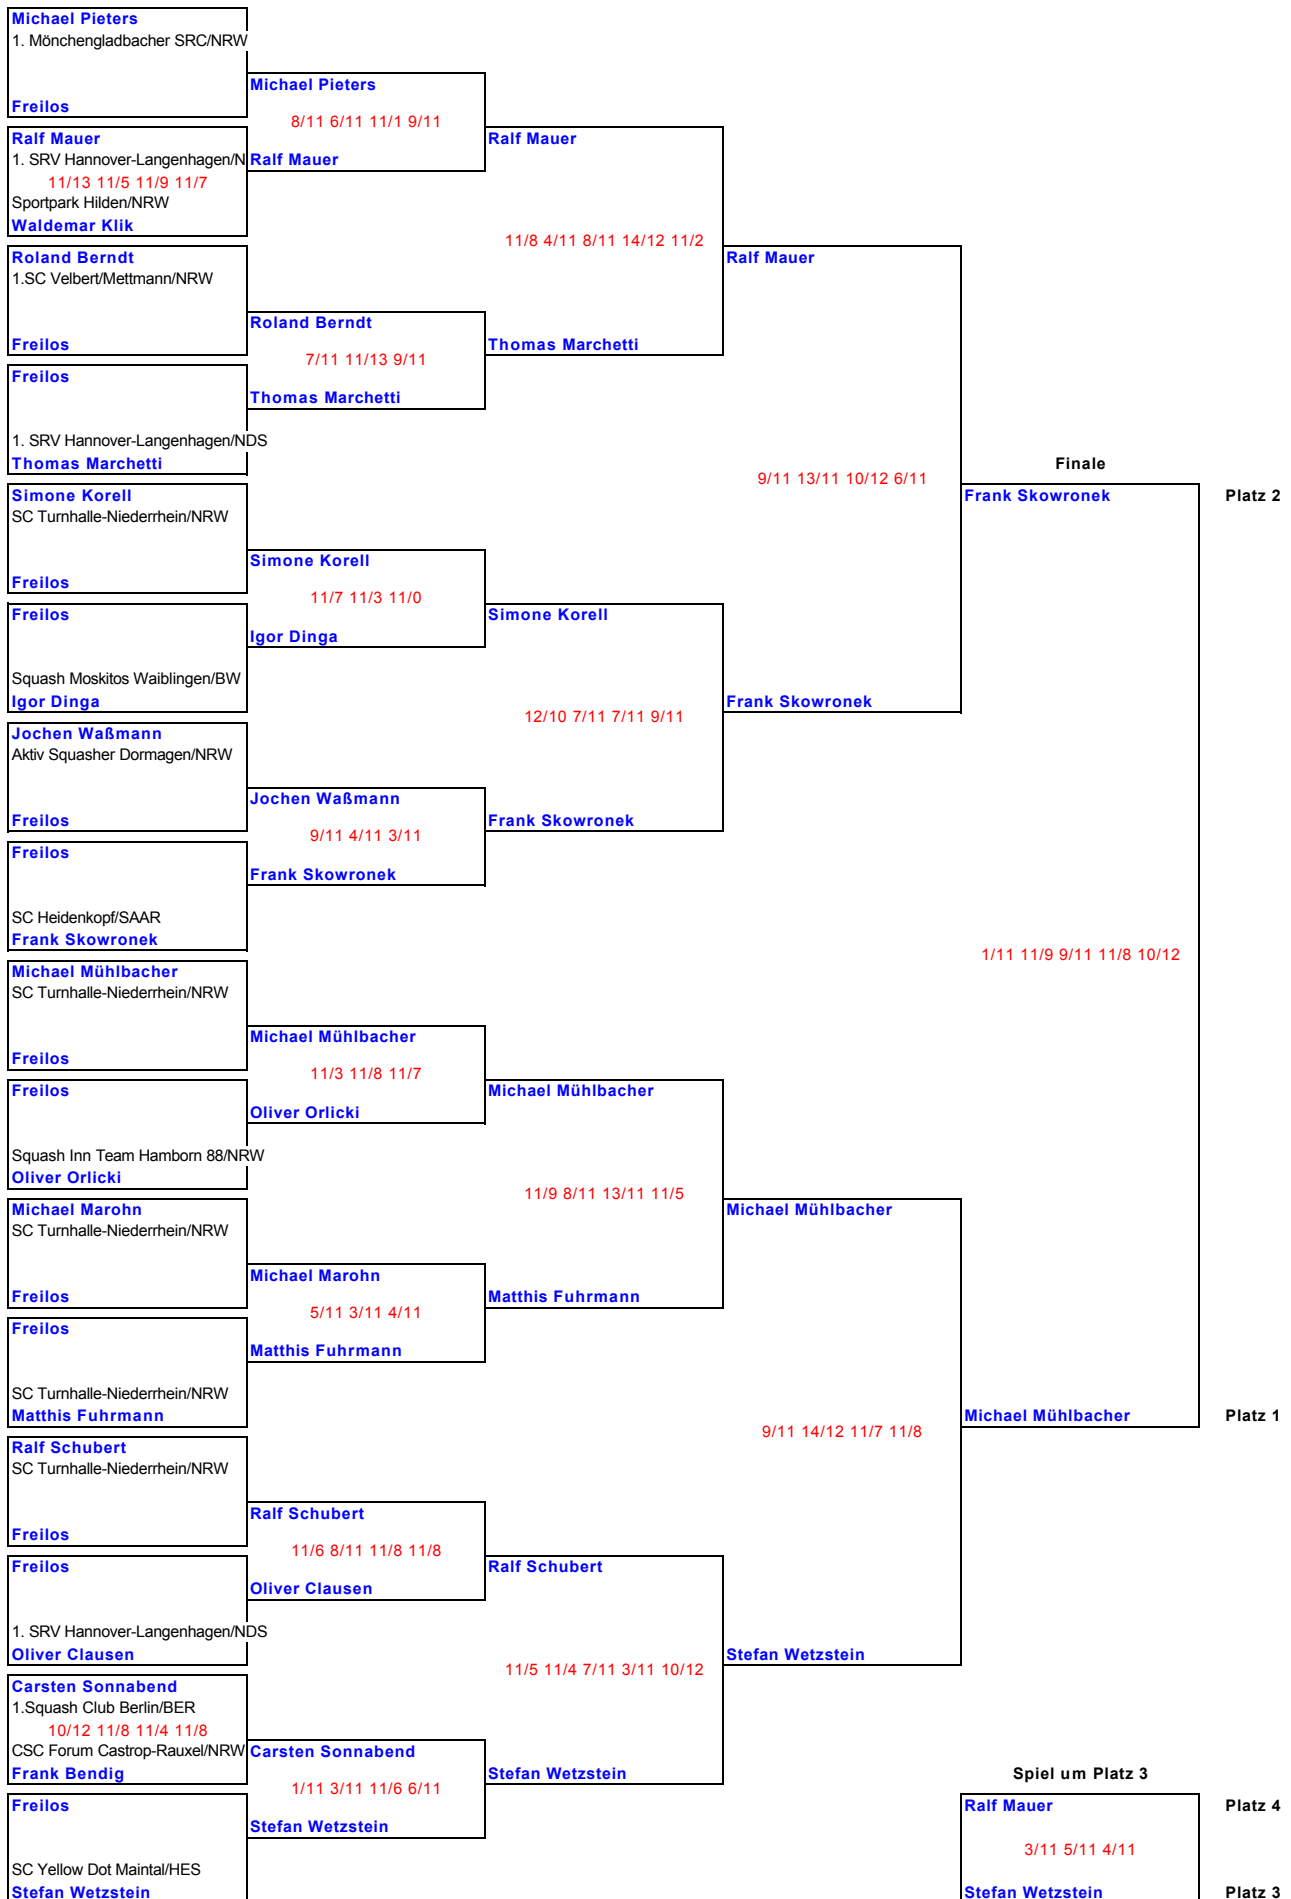 Michael Pieters
1. Mönchengladbacher SRC/NRW
Freilos
Ralf Mauer
1. SRV Hannover-Langenhagen/N
11/13 11/5 11/9 11/7
Sportpark Hilden/NRW
Waldemar Klik
Roland Berndt
1.SC Velbert/Mettmann/NRW
Freilos
Freilos
1. SRV Hannover-Langenhagen/NDS
Thomas Marchetti
Simone Korell
SC Turnhalle-Niederrhein/NRW
Freilos
Freilos
Squash Moskitos Waiblingen/BW
Igor Dinga
Jochen Waßmann
Aktiv Squasher Dormagen/NRW
Freilos
Freilos
SC Heidenkopf/SAAR
Frank Skowronek
Michael Mühlbacher
SC Turnhalle-Niederrhein/NRW
Freilos
Freilos
Squash Inn Team Hamborn 88/NRW
Oliver Orlicki
Michael Marohn
SC Turnhalle-Niederrhein/NRW
Freilos
Freilos
SC Turnhalle-Niederrhein/NRW
Matthis Fuhrmann
Ralf Schubert
SC Turnhalle-Niederrhein/NRW
Freilos
Freilos
1. SRV Hannover-Langenhagen/NDS
Oliver Clausen
Carsten Sonnabend
1.Squash Club Berlin/BER
10/12 11/8 11/4 11/8
CSC Forum Castrop-Rauxel/NRW
Frank Bendig
Freilos
SC Yellow Dot Maintal/HES
Stefan Wetzstein
Michael Pieters
8/11 6/11 11/1 9/11
Ralf Mauer
Roland Berndt
7/11 11/13 9/11
Thomas Marchetti
Simone Korell
11/7 11/3 11/0
Igor Dinga
Jochen Waßmann
9/11 4/11 3/11
Frank Skowronek
Michael Mühlbacher
11/3 11/8 11/7
Oliver Orlicki
Michael Marohn
5/11 3/11 4/11
Matthis Fuhrmann
Ralf Schubert
11/6 8/11 11/8 11/8
Oliver Clausen
Carsten Sonnabend
1/11 3/11 11/6 6/11
Stefan Wetzstein
Ralf Mauer
11/8 4/11 8/11 14/12 11/2
Thomas Marchetti
Simone Korell
12/10 7/11 7/11 9/11
Frank Skowronek
Michael Mühlbacher
11/9 8/11 13/11 11/5
Matthis Fuhrmann
Ralf Schubert
11/5 11/4 7/11 3/11 10/12
Stefan Wetzstein
Ralf Mauer
9/11 13/11 10/12 6/11
Frank Skowronek
Michael Mühlbacher
9/11 14/12 11/7 11/8
Stefan Wetzstein
Finale
Frank Skowronek Platz 2
1/11 11/9 9/11 11/8 10/12
Michael Mühlbacher Platz 1
Spiel um Platz 3
Ralf Mauer Platz 4
3/11 5/11 4/11
Stefan Wetzstein Platz 3